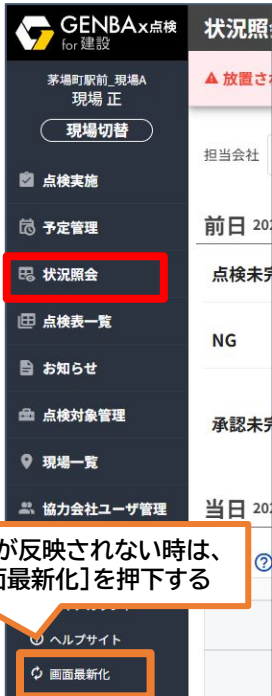 GENBAx点検
for 建設
茅場町駅前_現場A
現場 正
現場切替
点検実施
予定管理
状況照会
点検表一覧
お知らせ
点検対象管理
現場一覧
協力会社ユーザ管理
ヘルプサイト
画面最新化
が反映されない時は、
面最新化］を押下する
状況照
放置さ
担当会社
前日 202
点検未完
NG
承認未完
当日 202